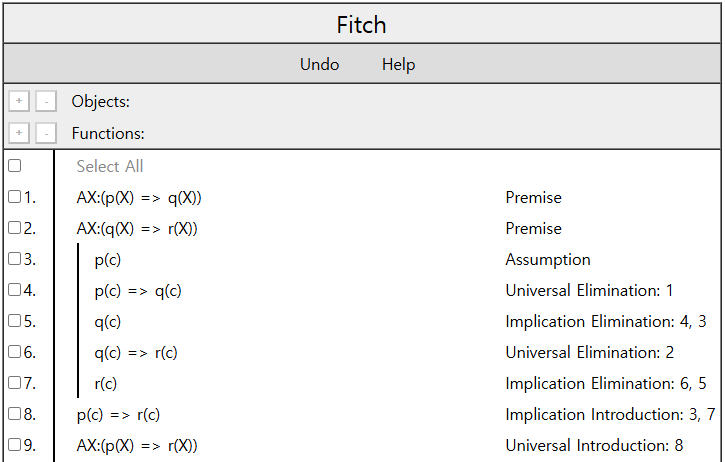 Fitch
Undo Help
+ - Objects:
+ - Functions:
Select All
1. AX:(p(X) => q(X)) Premise
2. AX:(q(X) => r(X)) Premise
3. p(c) Assumption
4. p(c) => q(c) Universal Elimination: 1
5. q(c) Implication Elimination: 4, 3
6. q(c) => r(c) Universal Elimination: 2
7. r(c) Implication Elimination: 6, 5
8. p(c) => r(c) Implication Introduction: 3, 7
9. AX:(p(X) => r(X)) Universal Introduction: 8